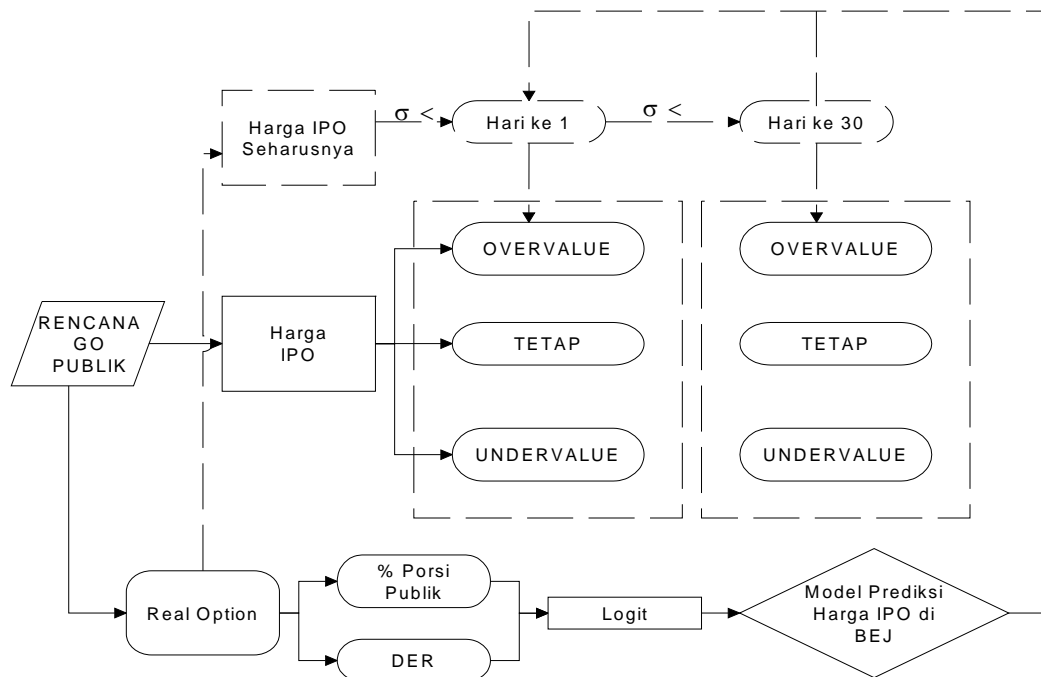 Harga IPO
Seharusnya
σ <
Hari ke 1
σ <
Hari ke 30
OVERVALUE
OVERVALUE
RENCANA
GO
PUBLIK
Harga
IPO
TETAP
TETAP
UNDERVALUE
UNDERVALUE
Real Option
% Porsi
Publik
DER
Logit
Model Prediksi
Harga IPO di
BEJ